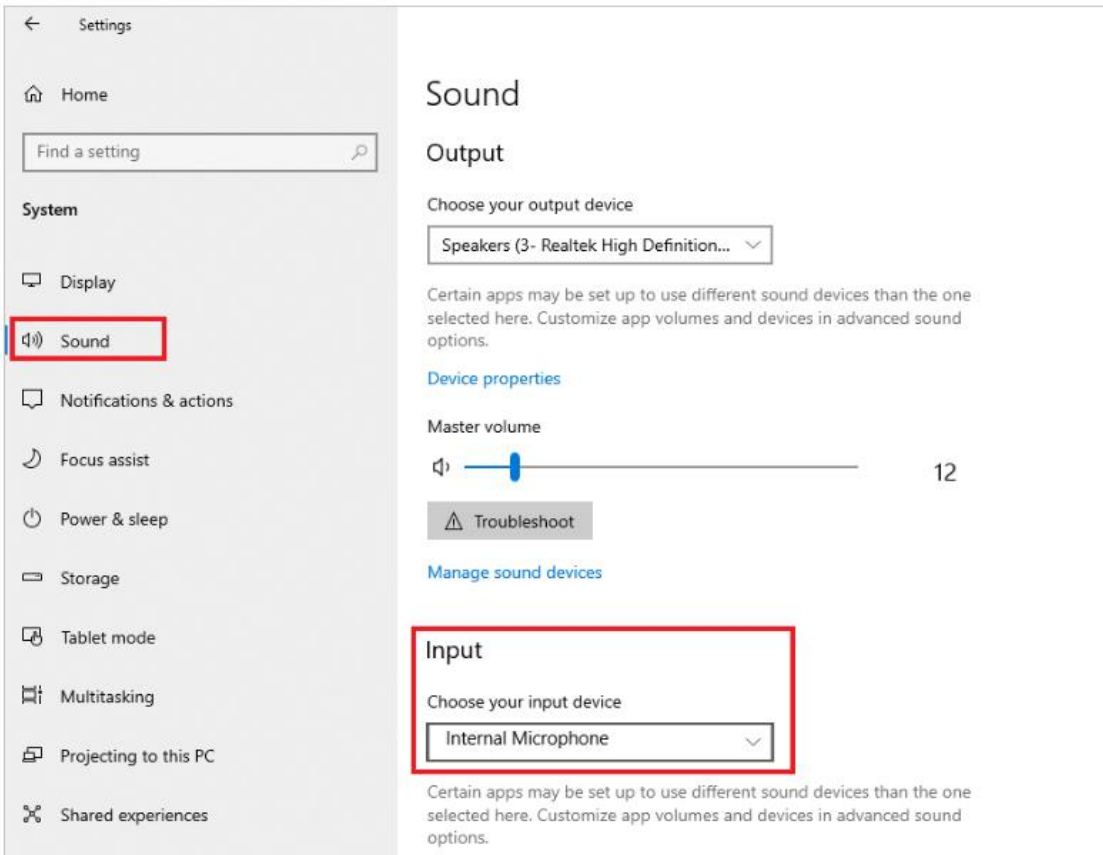 Settings
Home
Find a setting
System
Display
Sound
Notifications & actions
Focus assist
Power & sleep
Storage
Tablet mode
Multitasking
Projecting to this PC
Shared experiences
Sound
Output
Choose your output device
Speakers (3- Realtek High Definition...
Certain apps may be set up to use different sound devices than the one
selected here. Customize app volumes and devices in advanced sound
options.
Device properties
Master volume
12
Troubleshoot
Manage sound devices
Input
Choose your input device
Internal Microphone
Certain apps may be set up to use different sound devices than the one
selected here. Customize app volumes and devices in advanced sound
options.